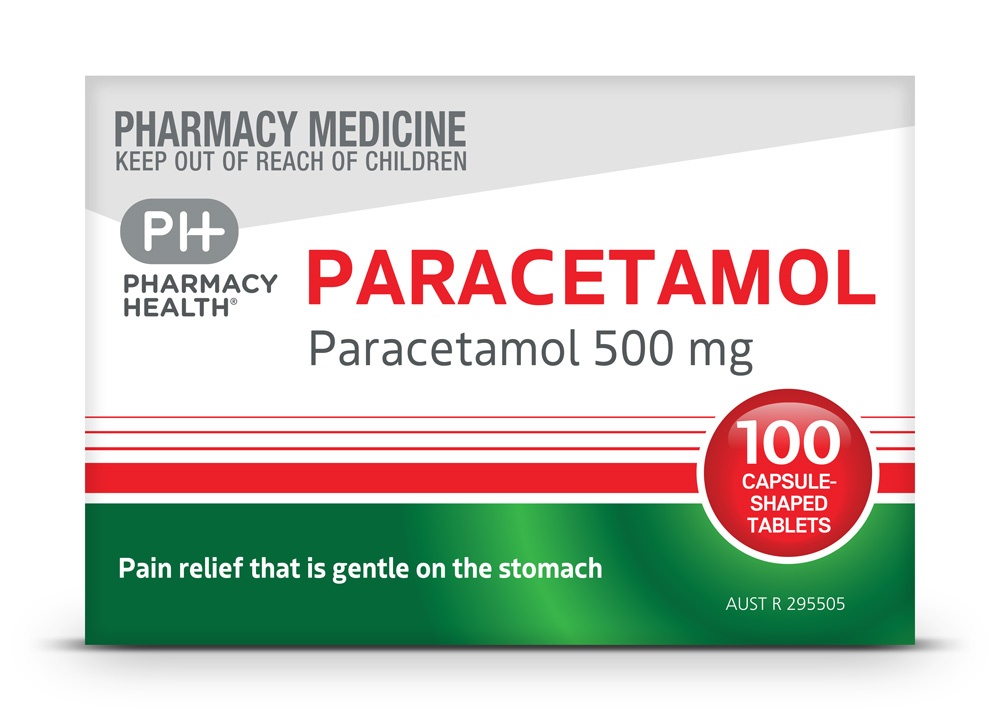 PHARMACY MEDICINE
KEEP OUT OF REACH OF CHILDREN
PH
PHARMACY
HEALTH®
PARACETAMOL
Paracetamol 500 mg
100
CAPSULE-
SHAPED
TABLETS
Pain relief that is gentle on the stomach
AUST R 295505